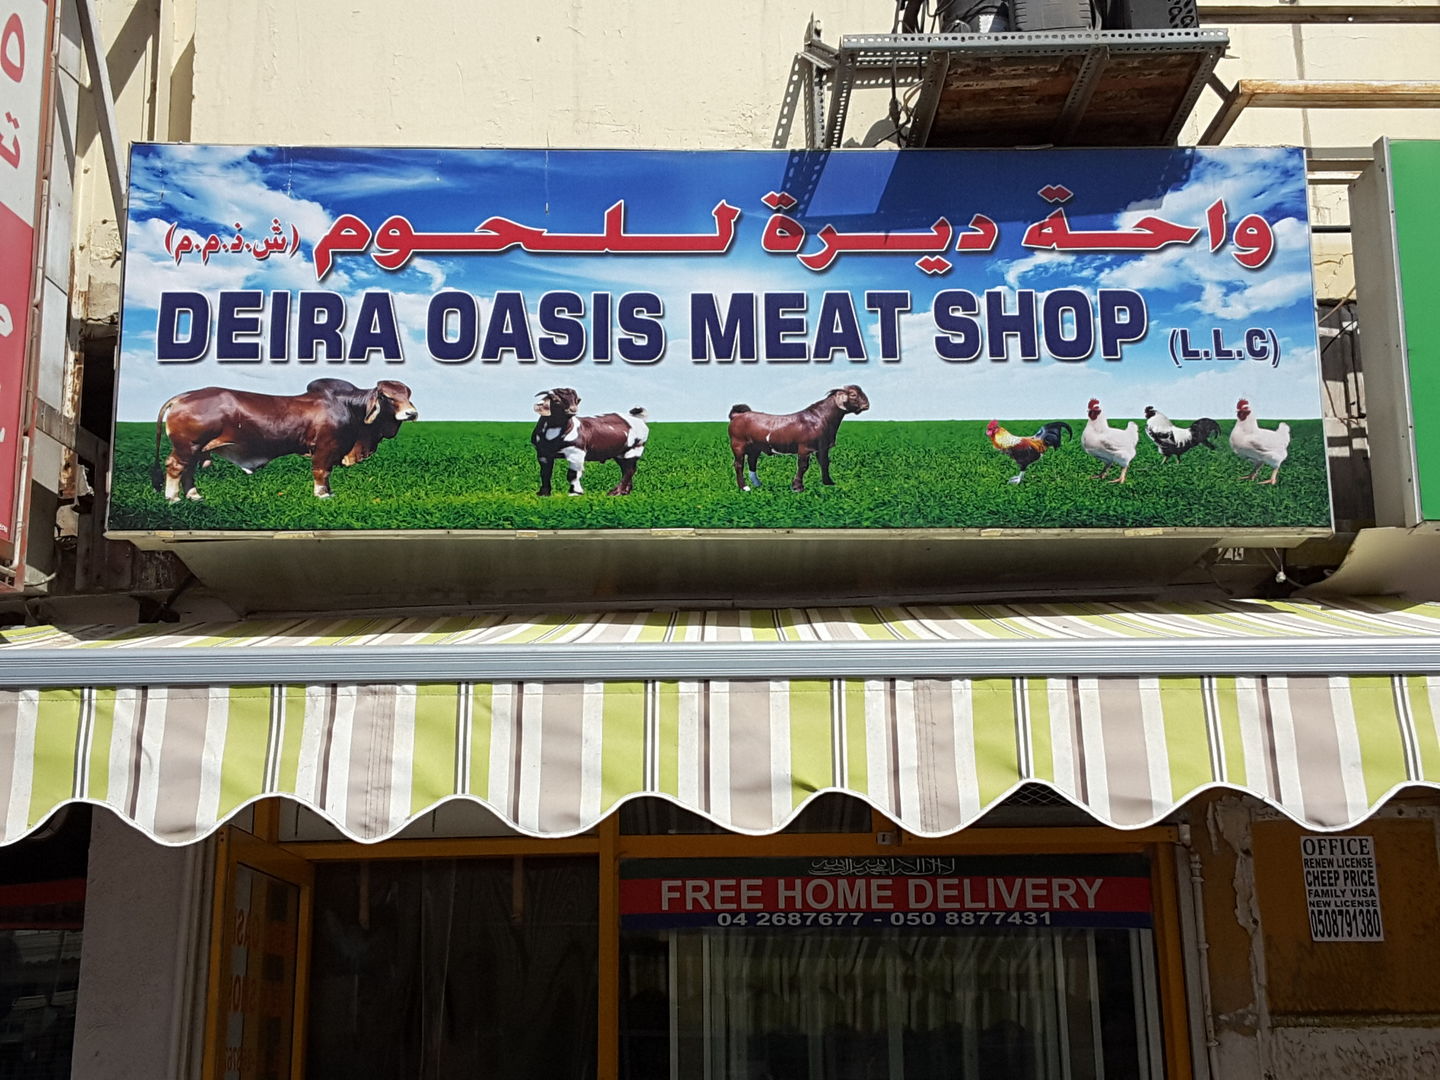 واحة ديرة للحوم (ش.ذ.م.م)
DEIRA OASIS MEAT SHOP (L.L.C)
FREE HOME DELIVERY
04 2687677 - 050 8877431
OFFICE
RENEW LICENSE
CHEEP PRICE
FAMILY VISA
NEW LICENSE
0508791380